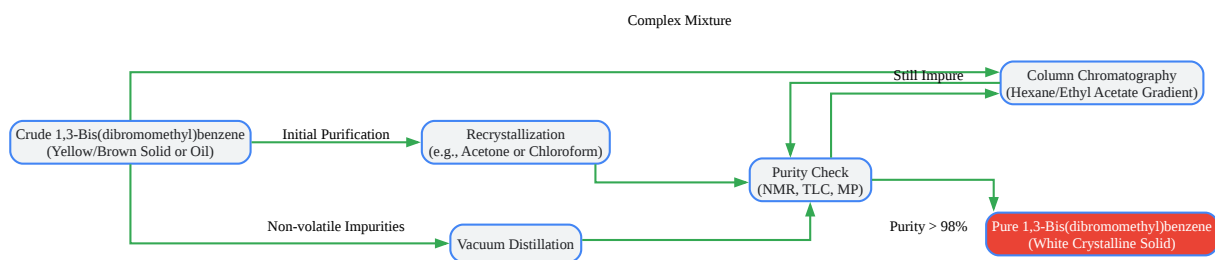 Complex Mixture
Still Impure
Column Chromatography
(Hexane/Ethyl Acetate Gradient)
Crude 1,3-Bis(dibromomethyl)benzene
(Yellow/Brown Solid or Oil)
Initial Purification
Recrystallization
(e.g., Acetone or Chloroform)
Purity Check
(NMR, TLC, MP)
Non-volatile Impurities
Vacuum Distillation
Purity > 98%
Pure 1,3-Bis(dibromomethyl)benzene
(White Crystalline Solid)